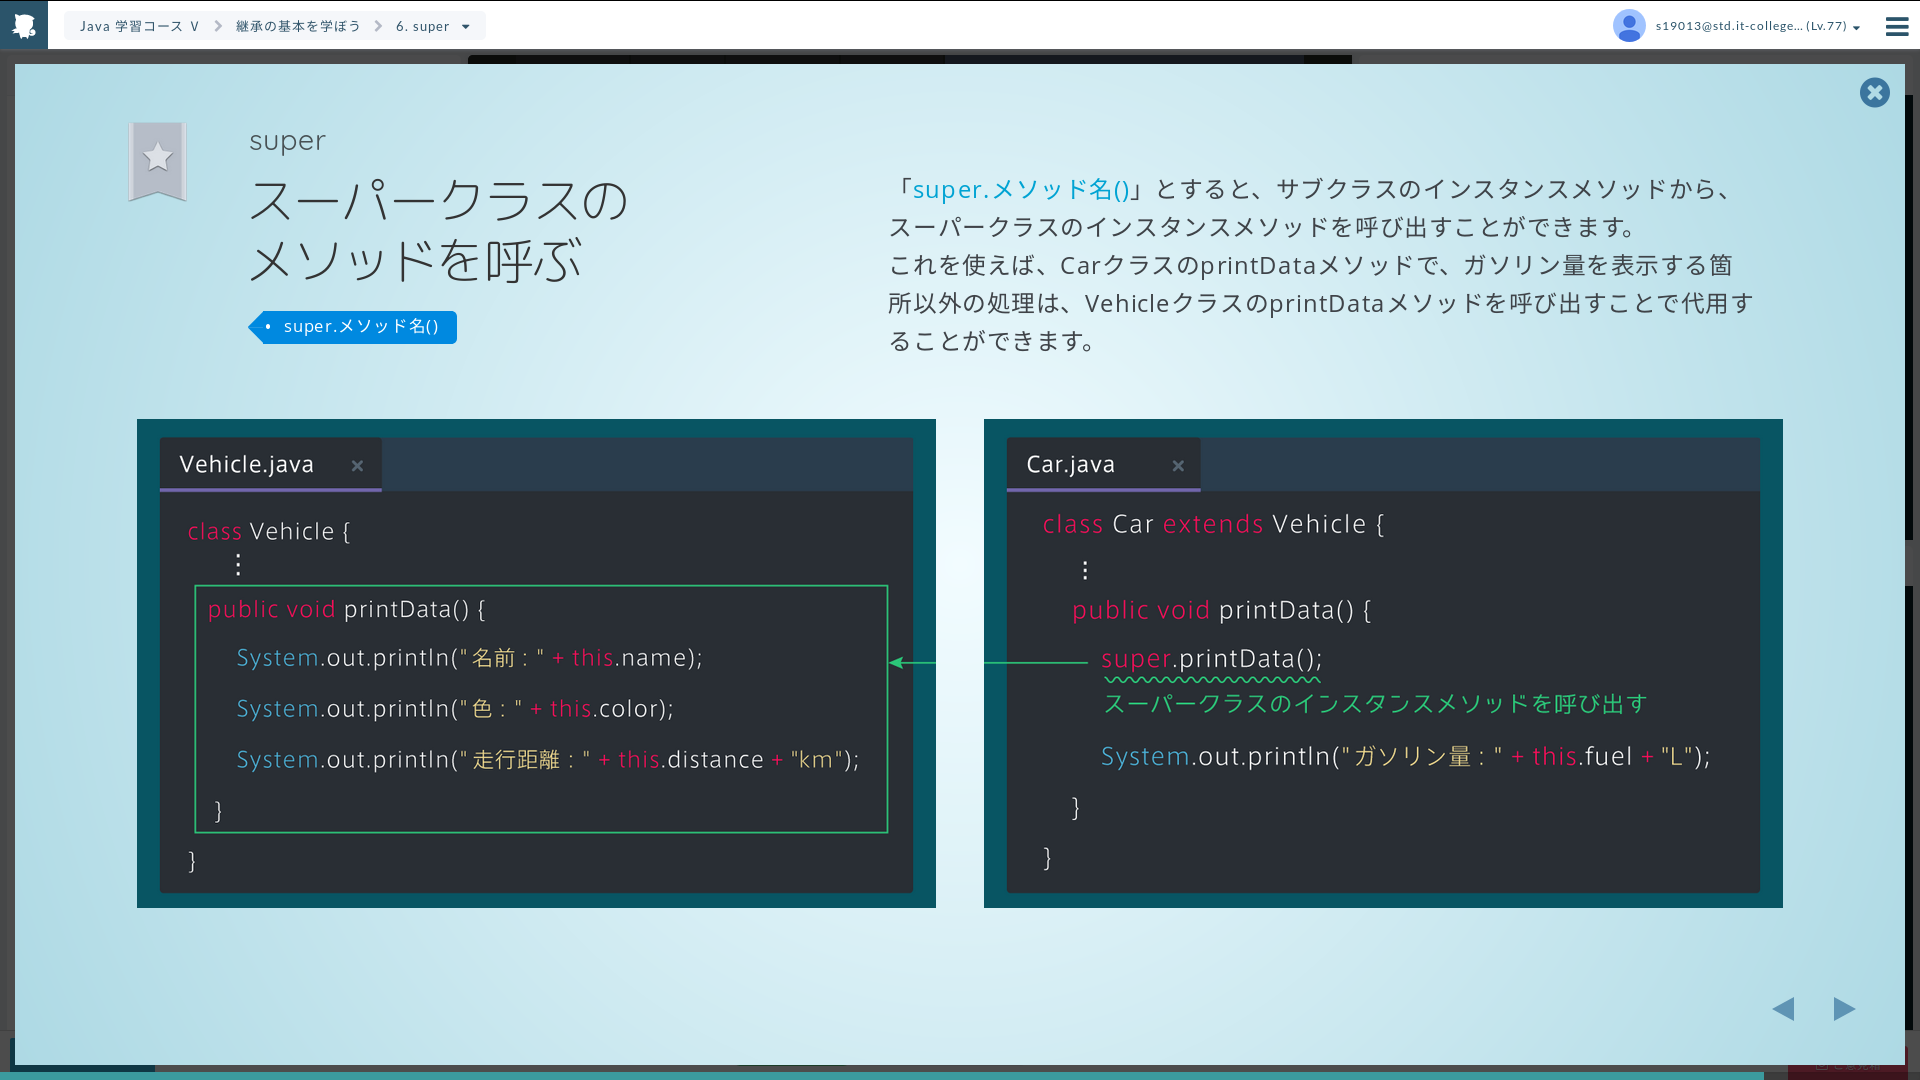 Java 学習コース Ⅴ
継承の基本を学ぼう
6. super
s19013@std.it-college... (Lv.77)
super
スーパークラスの
メソッドを呼ぶ
super.メソッド名()
「super.メソッド名()」とすると、サブクラスのインスタンスメソッドから、
スーパークラスのインスタンスメソッドを呼び出すことができます。
これを使えば、CarクラスのprintDataメソッドで、ガソリン量を表示する箇
所以外の処理は、VehicleクラスのprintDataメソッドを呼び出すことで代用す
ることができます。
Vehicle.java
class Vehicle {
⋮
public void printData() {
System.out.println("名前：" + this.name);
System.out.println("色：" + this.color);
System.out.println("走行距離：" + this.distance + "km");
}
}
Car.java
class Car extends Vehicle {
⋮
public void printData() {
super.printData();
スーパークラスのインスタンスメソッドを呼び出す
System.out.println("ガソリン量：" + this.fuel + "L");
}
}